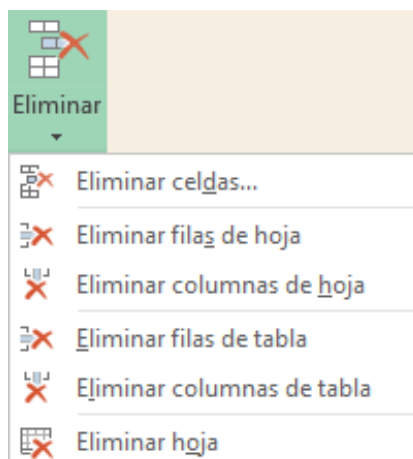 Eliminar
Eliminar celdas...
Eliminar filas de hoja
Eliminar columnas de hoja
Eliminar filas de tabla
Eliminar columnas de tabla
Eliminar hoja